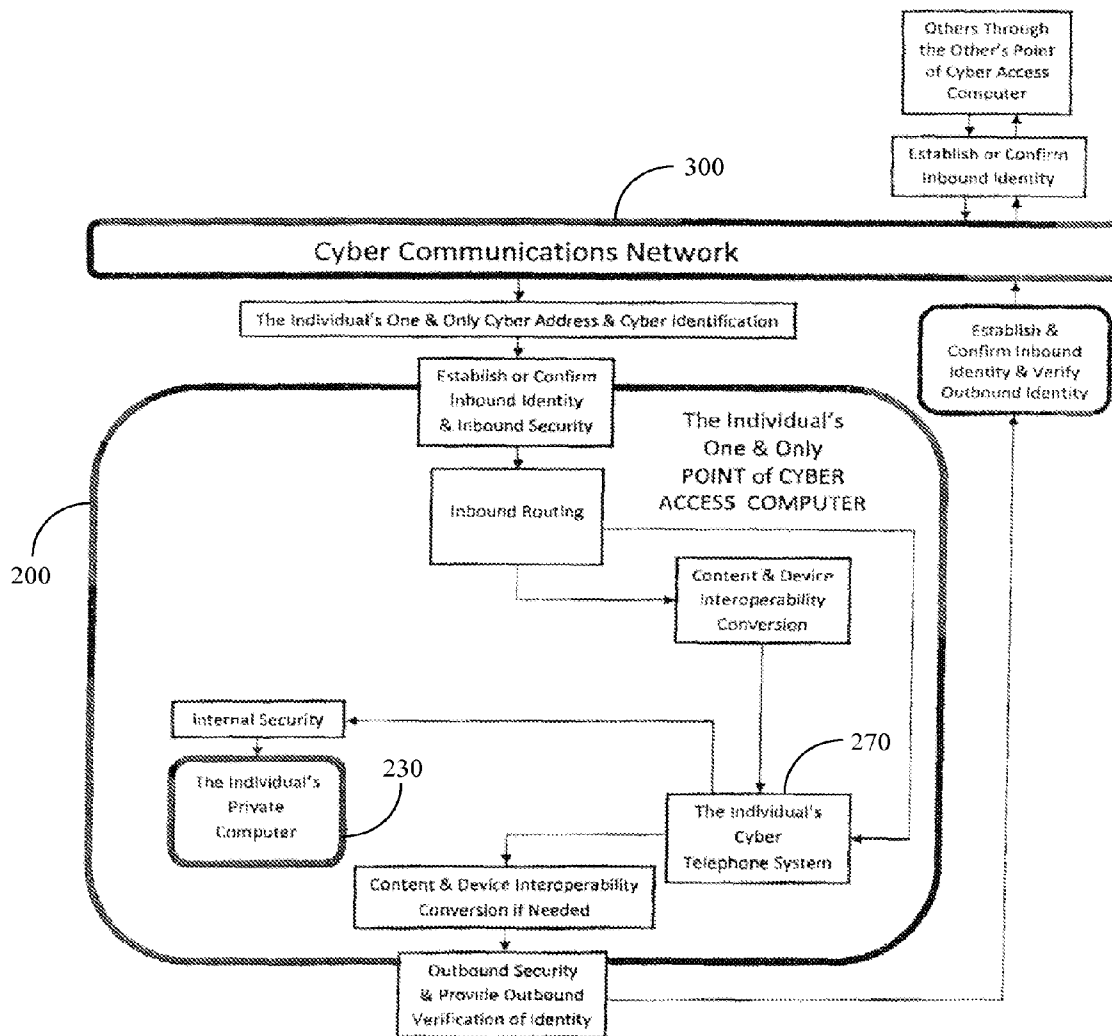 Others Through
the Other's Point
of Cyber Access
Computer
Establish or Confirm
Inbound Identity
300
Cyber Communications Network
The Individual's One & Only Cyber Address & Cyber Identification
Establish &
Confirm Inbound
Identity & Verify
Outbound Identity
Establish or Confirm
Inbound Identity
& Inbound Security
The Individual's
One & Only
POINT of CYBER
ACCESS COMPUTER
Inbound Routing
200
Content & Device
Interoperability
Conversion
Internal Security
270
230
The Individual's
Private
Computer
The Individual's
Cyber
Telephone System
Content & Device Interoperability
Conversion if Needed
Outbound Security
& Provide Outbound
Verification of Identity